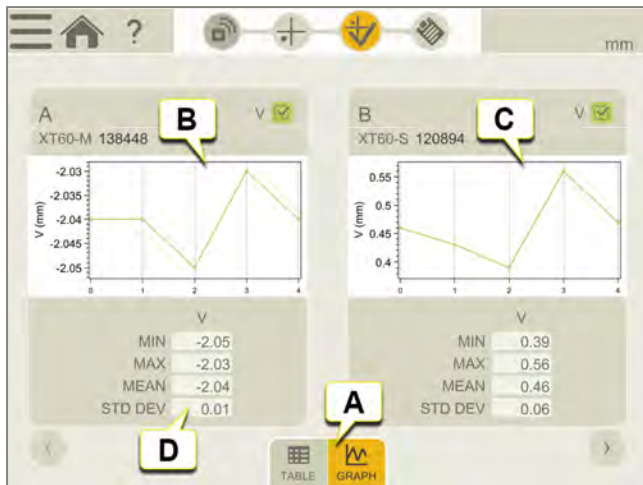 ?
mm
A
V
XT60-M 138448
B
-2.03
-2.04
-2.045
-2.05
V (mm)
0 1 2 3 4
V
MIN -2.05
MAX -2.03
MEAN -2.04
STD DEV 0.01
D
B
V
XT60-S 120894
C
0.55
0.5
0.45
0.4
V (mm)
0 1 2 3 4
V
MIN 0.39
MAX 0.56
MEAN 0.46
STD DEV 0.06
A
TABLE GRAPH